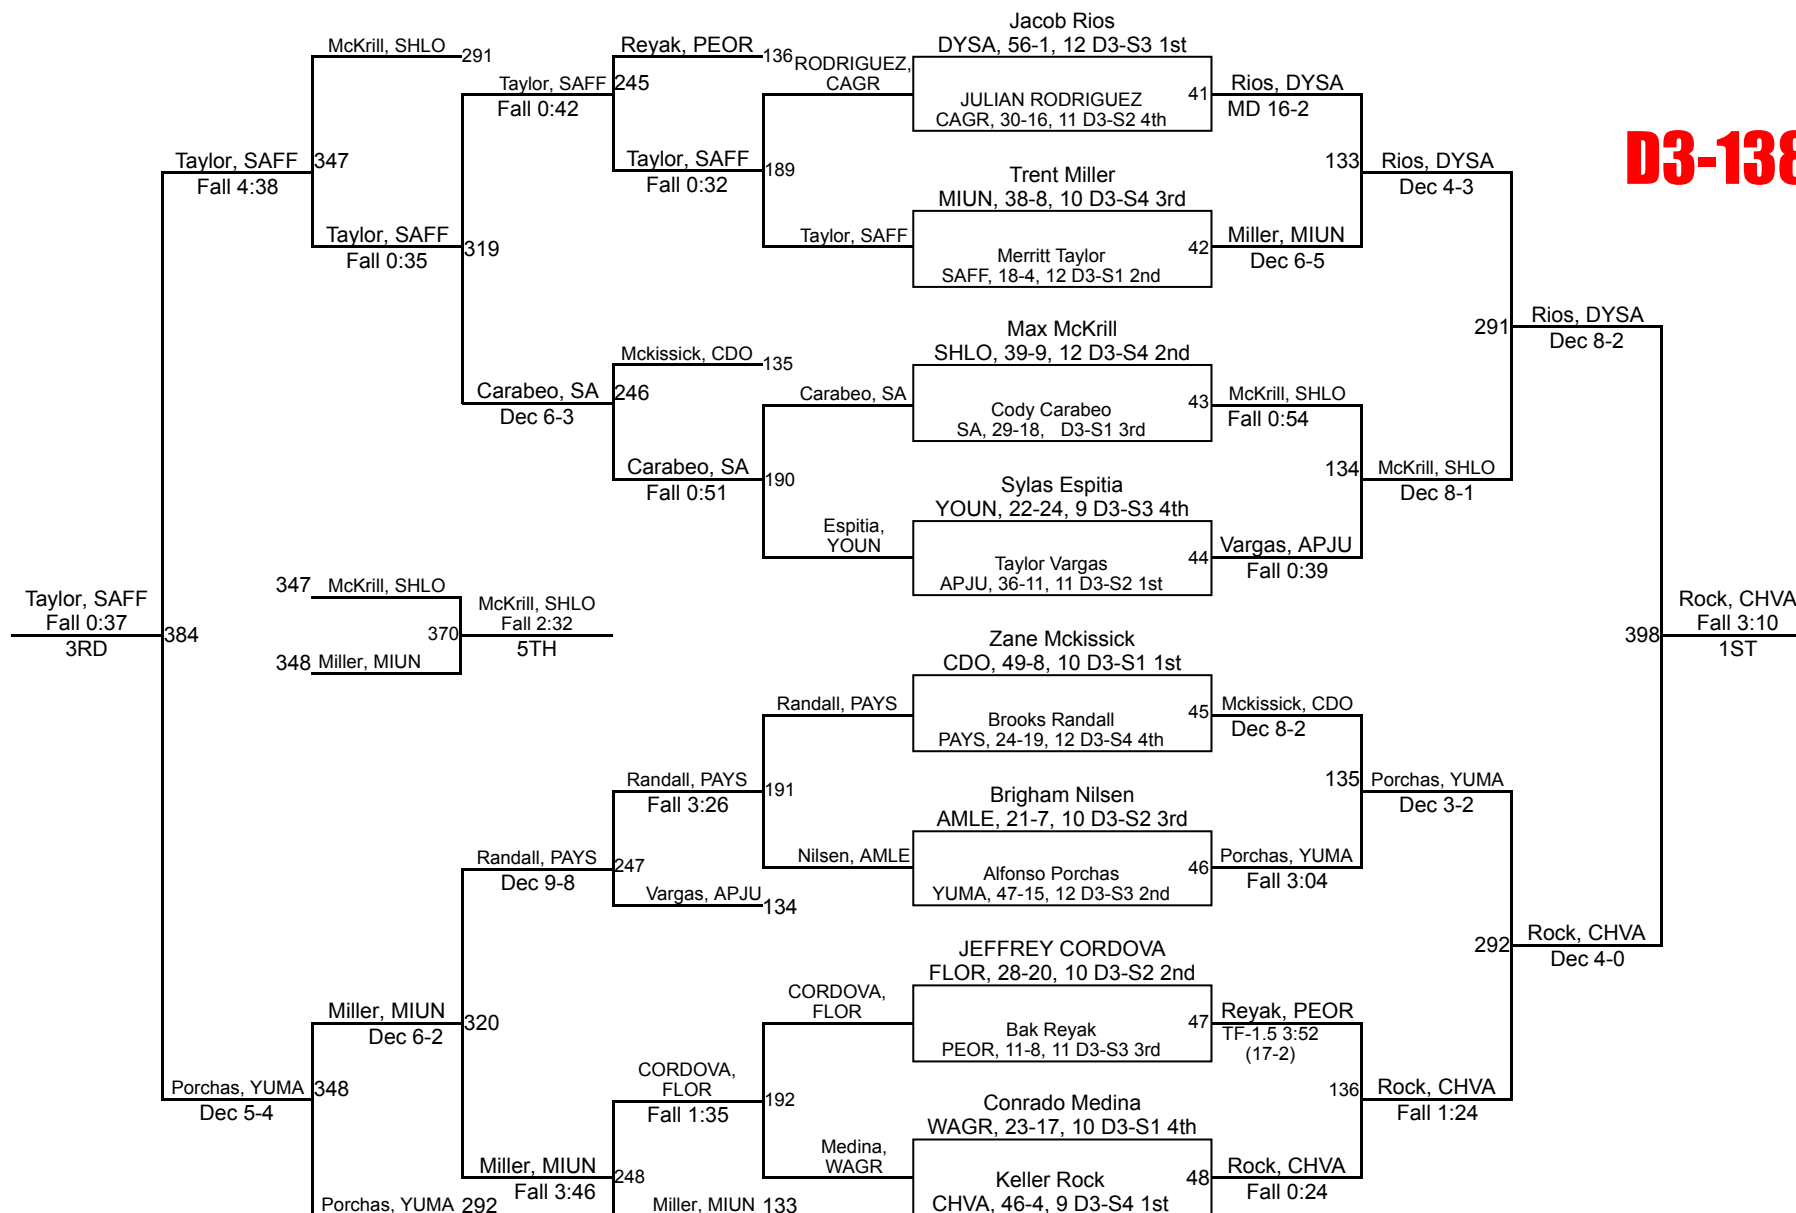 Jacob Rios
DYSA, 56-1, 12 D3-S3 1st
McKrill, SHLO
291
Reyak, PEOR
136
RODRIGUEZ,
CAGR
Taylor, SAFF
245
Fall 0:42
JULIAN RODRIGUEZ
CAGR, 30-16, 11 D3-S2 4th
41
Rios, DYSA
MD 16-2
D3-138
Taylor, SAFF
347
Fall 4:38
Taylor, SAFF
189
Fall 0:32
Trent Miller
MIUN, 38-8, 10 D3-S4 3rd
133
Rios, DYSA
Dec 4-3
Taylor, SAFF
319
Fall 0:35
Taylor, SAFF
Merritt Taylor
SAFF, 18-4, 12 D3-S1 2nd
42
Miller, MIUN
Dec 6-5
Max McKrill
SHLO, 39-9, 12 D3-S4 2nd
291
Rios, DYSA
Dec 8-2
Mckissick, CDO
135
Carabeo, SA
246
Dec 6-3
Carabeo, SA
Cody Carabeo
SA, 29-18, D3-S1 3rd
43
McKrill, SHLO
Fall 0:54
Carabeo, SA
190
Fall 0:51
Sylas Espitia
YOUN, 22-24, 9 D3-S3 4th
134
McKrill, SHLO
Dec 8-1
Espitia,
YOUN
Taylor Vargas
APJU, 36-11, 11 D3-S2 1st
44
Vargas, APJU
Fall 0:39
347 McKrill, SHLO
Taylor, SAFF
Fall 0:37
3RD
384
370
McKrill, SHLO
Fall 2:32
5TH
348 Miller, MIUN
Zane Mckissick
CDO, 49-8, 10 D3-S1 1st
398
Rock, CHVA
Fall 3:10
1ST
Randall, PAYS
Brooks Randall
PAYS, 24-19, 12 D3-S4 4th
45
Mckissick, CDO
Dec 8-2
Randall, PAYS
191
Fall 3:26
Brigham Nilsen
AMLE, 21-7, 10 D3-S2 3rd
135
Porchas, YUMA
Dec 3-2
Randall, PAYS
247
Dec 9-8
Nilsen, AMLE
Alfonso Porchas
YUMA, 47-15, 12 D3-S3 2nd
46
Porchas, YUMA
Fall 3:04
Vargas, APJU
134
JEFFREY CORDOVA
FLOR, 28-20, 10 D3-S2 2nd
292
Rock, CHVA
Dec 4-0
Miller, MIUN
320
Dec 6-2
CORDOVA,
FLOR
Bak Reyak
PEOR, 11-8, 11 D3-S3 3rd
47
Reyak, PEOR
TF-1.5 3:52
(17-2)
Porchas, YUMA
348
Dec 5-4
CORDOVA,
FLOR
192
Fall 1:35
Conrado Medina
WAGR, 23-17, 10 D3-S1 4th
136
Rock, CHVA
Fall 1:24
Miller, MIUN
248
Fall 3:46
Medina,
WAGR
Keller Rock
CHVA, 46-4, 9 D3-S4 1st
48
Rock, CHVA
Fall 0:24
Porchas, YUMA 292
Miller, MIUN 133